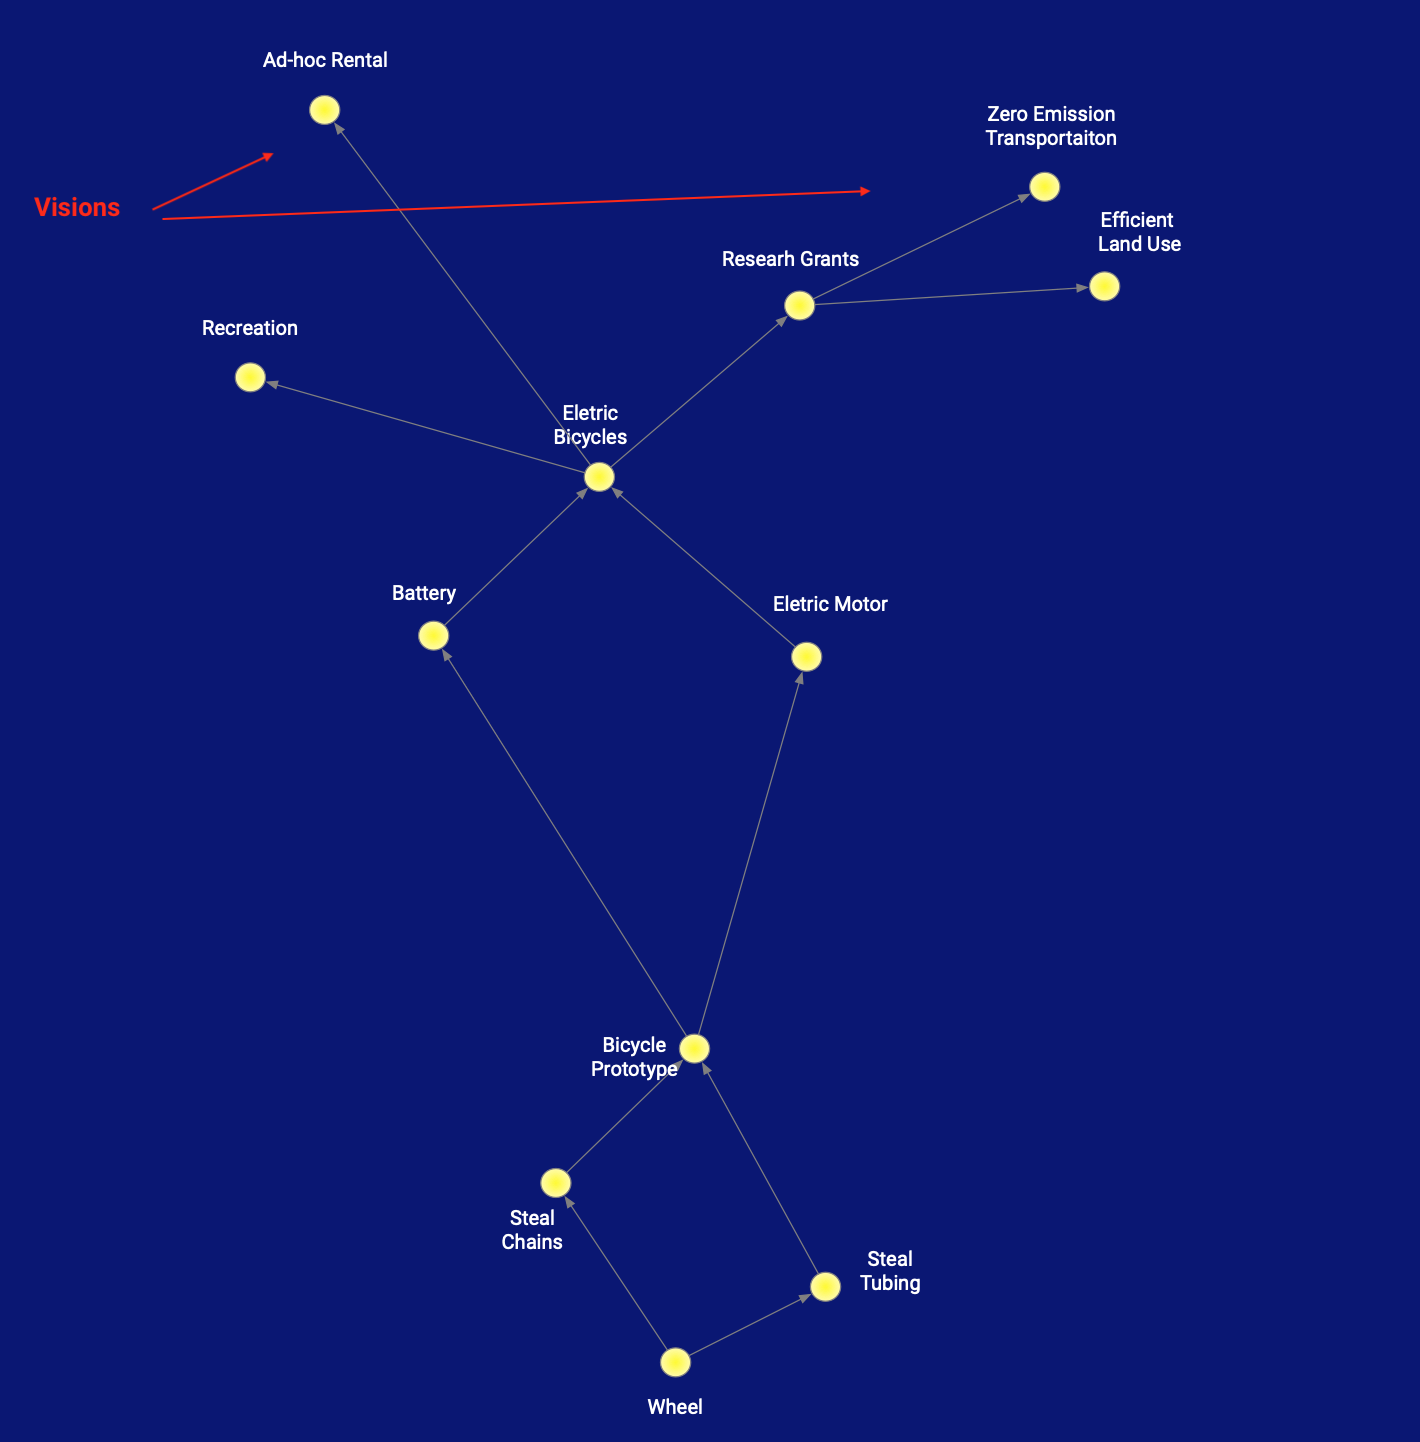 Ad-hoc Rental
Zero Emission
Transportaiton
Visions
Efficient
Land Use
Researh Grants
Recreation
Eletric
Bicycles
Battery
Eletric Motor
Bicycle
Prototype
Steal
Chains
Steal
Tubing
Wheel